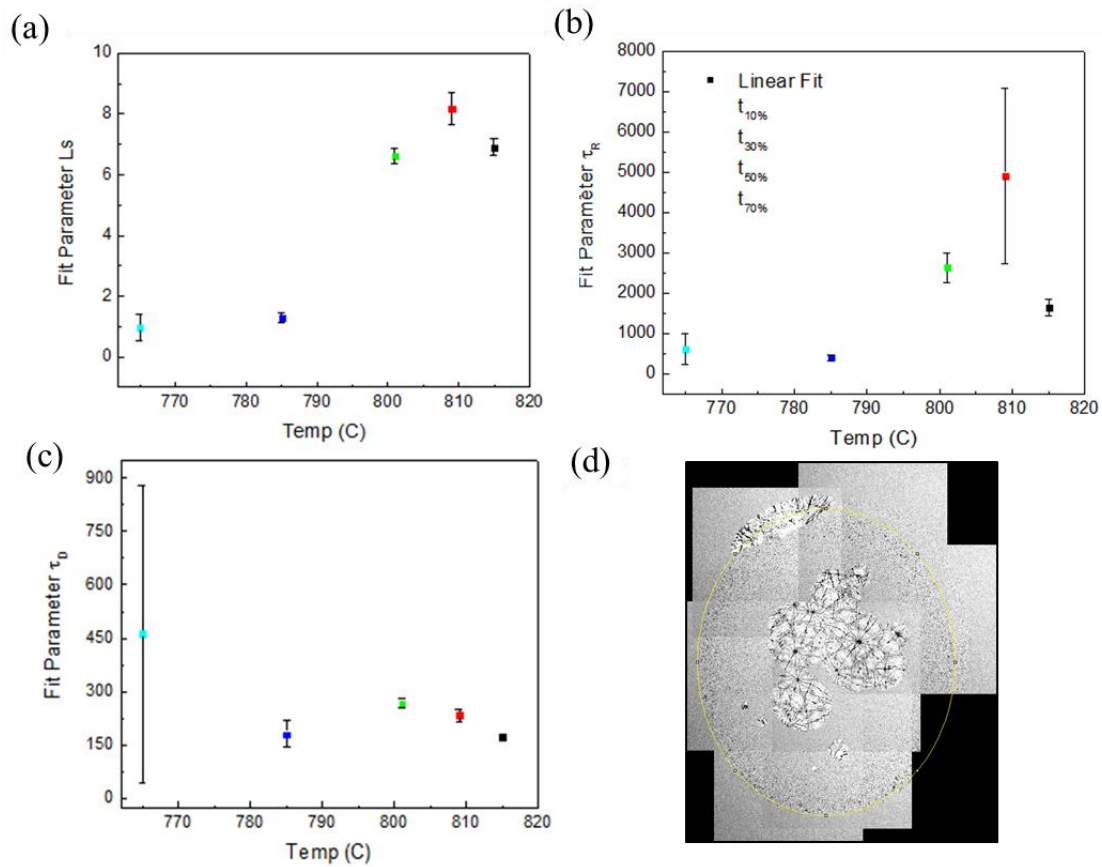 (a)
10
8
6
4
2
0
Fit Parameter Ls
770 780 790 800 810 820
Temp (C)
(b)
8000
7000
6000
5000
4000
3000
2000
1000
0
Fit Parameter τR
Linear Fit
t10%
t30%
t50%
t70%
770 780 790 800 810 820
Temp (C)
(c)
900
750
600
450
300
150
0
Fit Parameter τD
770 780 790 800 810 820
Temp (C)
(d)